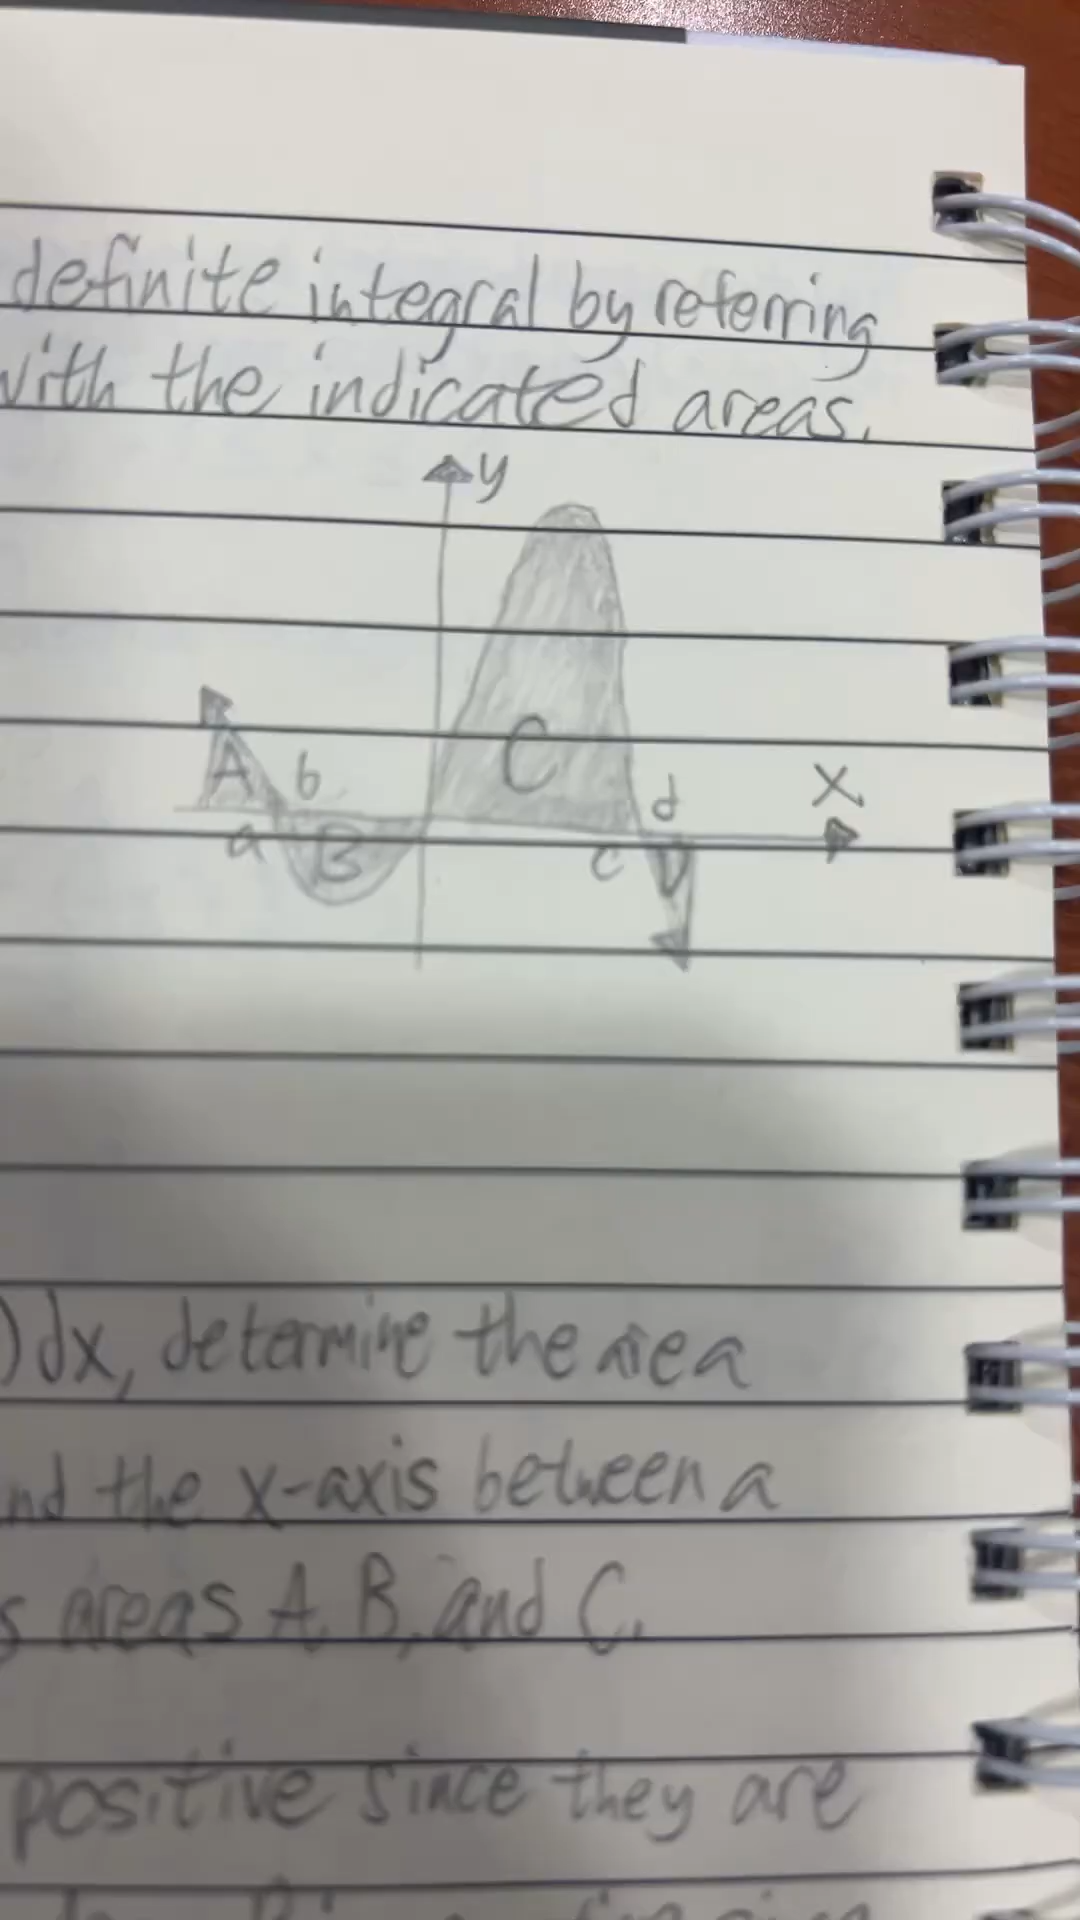 definite integral by referring
with the indicated areas.
y
C
A b
d X
a B c D
)dx, determine the area
nd the x-axis between a
s areas A, B, and C.
positive since they are